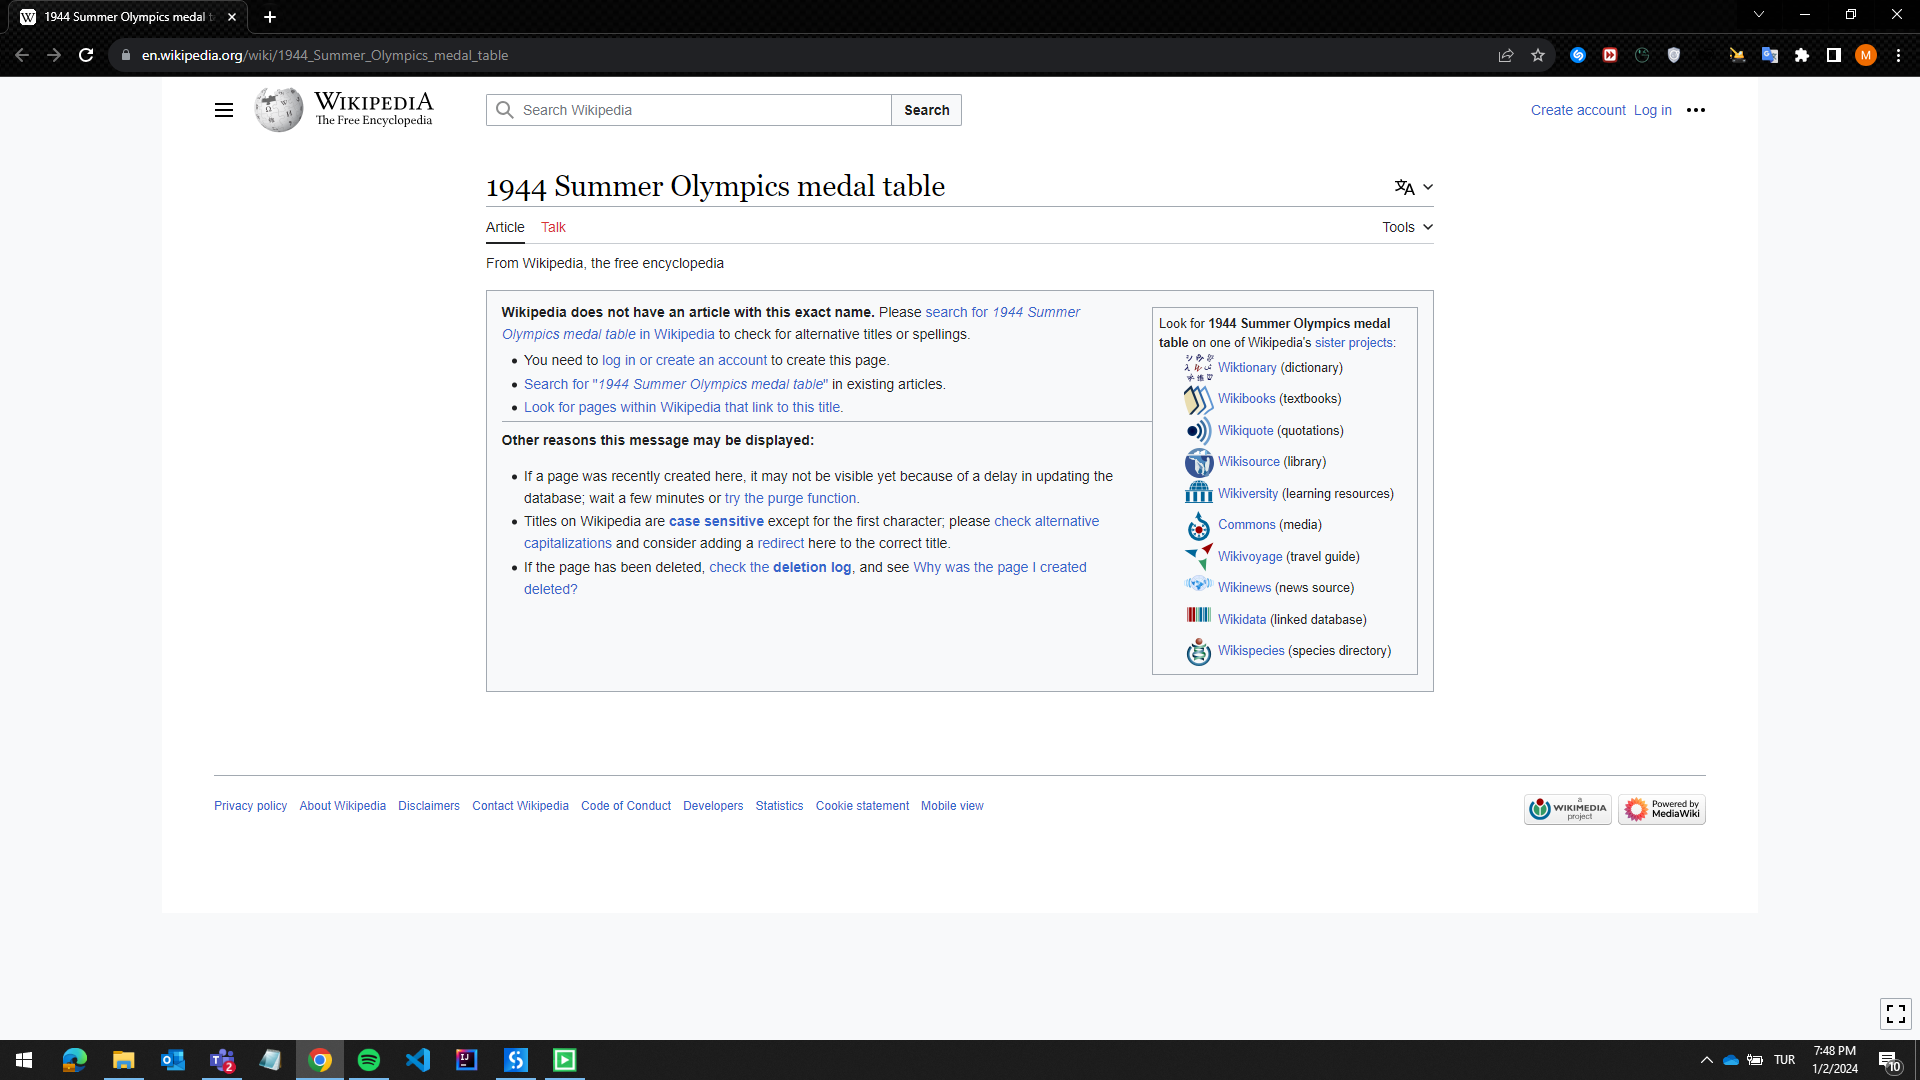 1944 Summer Olympics medal t
en.wikipedia.org/wiki/1944_Summer_Olympics_medal_table
M
WIKIPEDIA
The Free Encyclopedia
Search Wikipedia
Search
Create account Log in
1944 Summer Olympics medal table
Article Talk
Tools
From Wikipedia, the free encyclopedia
Wikipedia does not have an article with this exact name. Please search for 1944 Summer
Olympics medal table in Wikipedia to check for alternative titles or spellings.
You need to log in or create an account to create this page.
Search for "1944 Summer Olympics medal table" in existing articles.
Look for pages within Wikipedia that link to this title.
Other reasons this message may be displayed:
If a page was recently created here, it may not be visible yet because of a delay in updating the
database; wait a few minutes or try the purge function.
Titles on Wikipedia are case sensitive except for the first character; please check alternative
capitalizations and consider adding a redirect here to the correct title.
If the page has been deleted, check the deletion log, and see Why was the page I created
deleted?
Look for 1944 Summer Olympics medal
table on one of Wikipedia's sister projects:
Wiktionary (dictionary)
Wikibooks (textbooks)
Wikiquote (quotations)
Wikisource (library)
Wikiversity (learning resources)
Commons (media)
Wikivoyage (travel guide)
Wikinews (news source)
Wikidata (linked database)
Wikispecies (species directory)
Privacy policy About Wikipedia Disclaimers Contact Wikipedia Code of Conduct Developers Statistics Cookie statement Mobile view
a
WIKIMEDIA
project
Powered by
MediaWiki
2
TUR
7:48 PM
1/2/2024
10